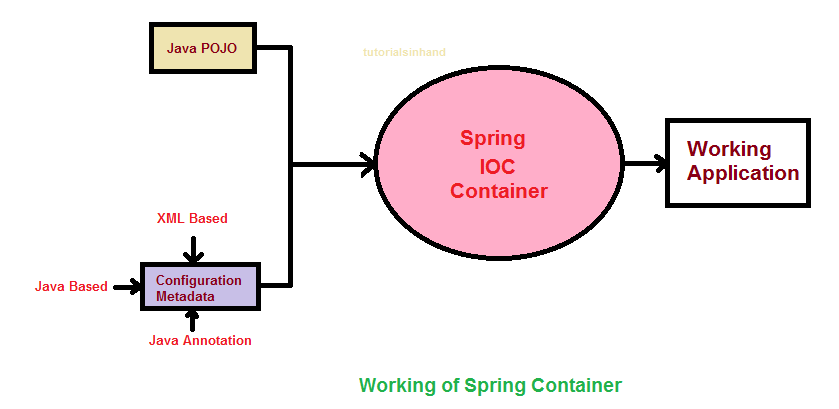 Java POJO
tutorialsinhand
Spring
IOC
Container
Working
Application
XML Based
Java Based
Configuration
Metadata
Java Annotation
Working of Spring Container